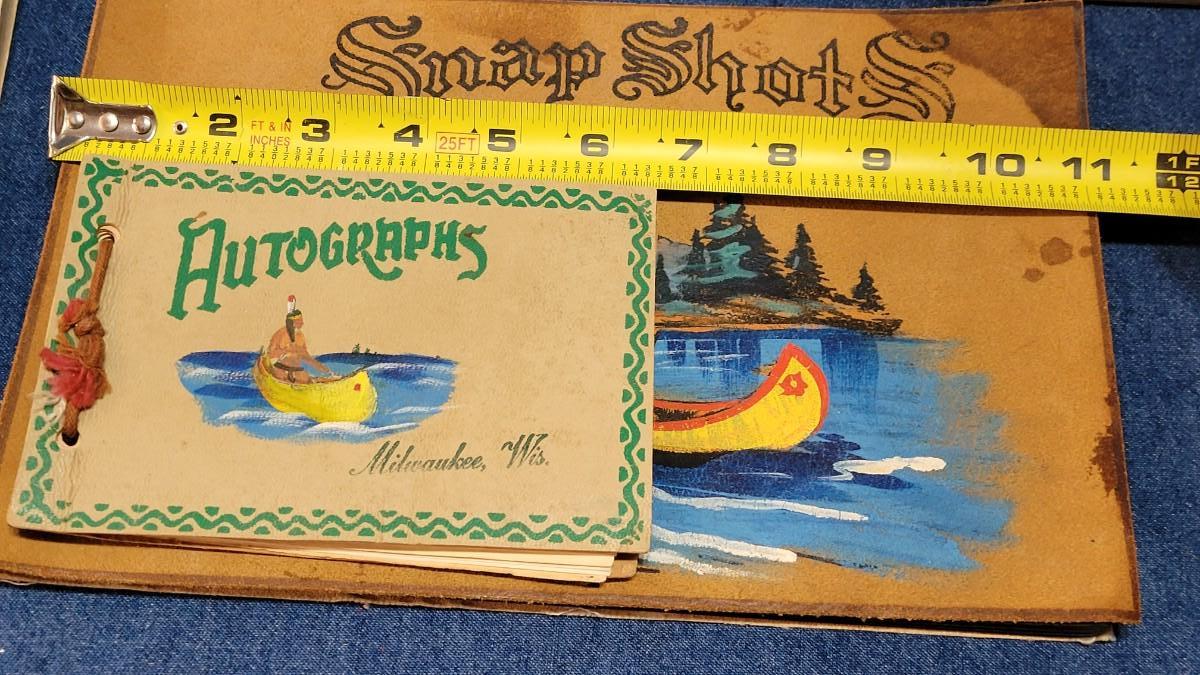 Snap Shots
2 FT & IN INCHES 3 4 25FT 5 6 7 8 9 10 11 1F
12
Autographs
Milwaukee, Wis.